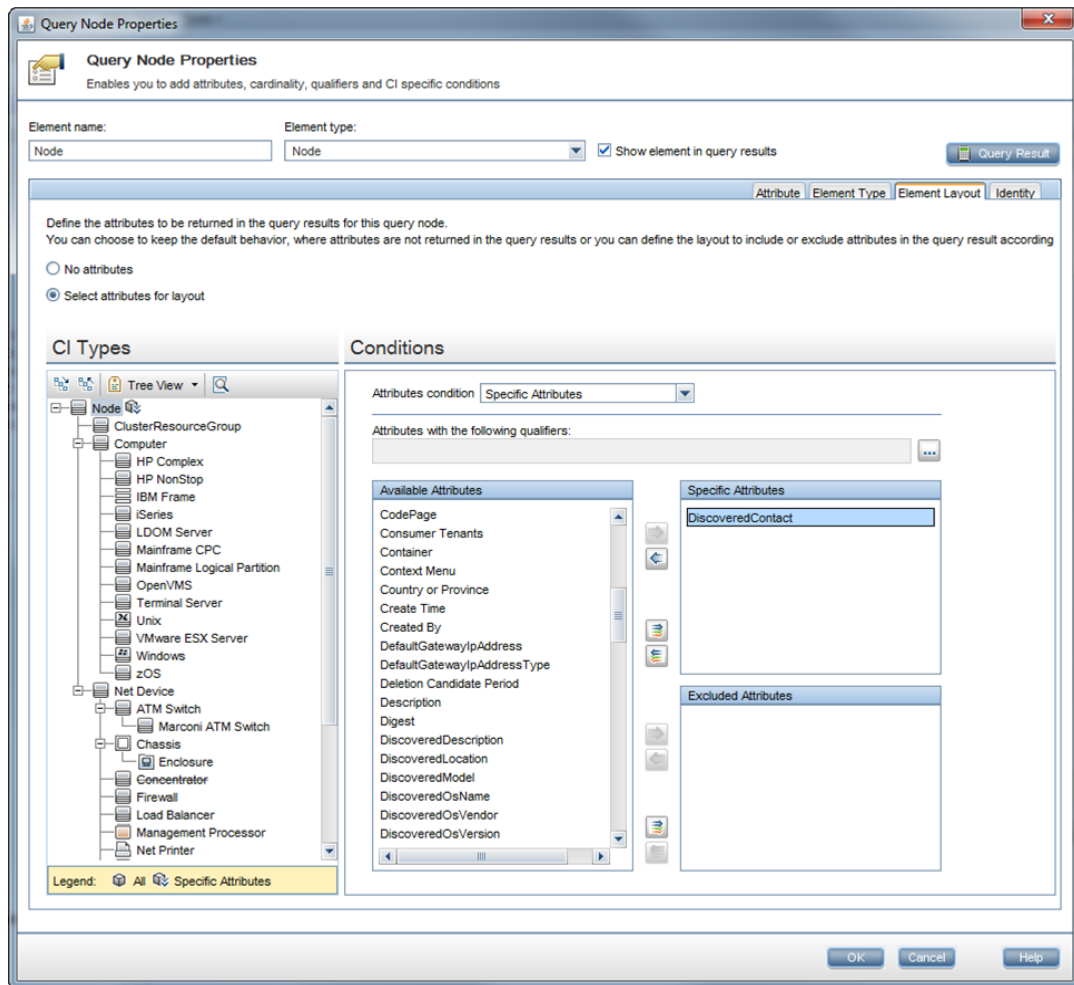 Query Node Properties
Query Node Properties
Enables you to add attributes, cardinality, qualifiers and CI specific conditions
Element name:
Element type:
Node
Node
Show element in query results
Query Result
Attribute
Element Type
Element Layout
Identity
Define the attributes to be returned in the query results for this query node.
You can choose to keep the default behavior, where attributes are not returned in the query results or you can define the layout to include or exclude attributes in the query result according
No attributes
Select attributes for layout
CI Types
Tree View
Node
ClusterResourceGroup
Computer
HP Complex
HP NonStop
IBM Frame
iSeries
LDOM Server
Mainframe CPC
Mainframe Logical Partition
OpenVMS
Terminal Server
Unix
VMware ESX Server
Windows
zOS
Net Device
ATM Switch
Marconi ATM Switch
Chassis
Enclosure
Concentrator
Firewall
Load Balancer
Management Processor
Net Printer
Legend: All Specific Attributes
Conditions
Attributes condition
Specific Attributes
Attributes with the following qualifiers:
...
Available Attributes
CodePage
Consumer Tenants
Container
Context Menu
Country or Province
Create Time
Created By
DefaultGatewayIpAddress
DefaultGatewayIpAddressType
Deletion Candidate Period
Description
Digest
DiscoveredDescription
DiscoveredLocation
DiscoveredModel
DiscoveredOsName
DiscoveredOsVendor
DiscoveredOsVersion
Specific Attributes
DiscoveredContact
Excluded Attributes
OK
Cancel
Help